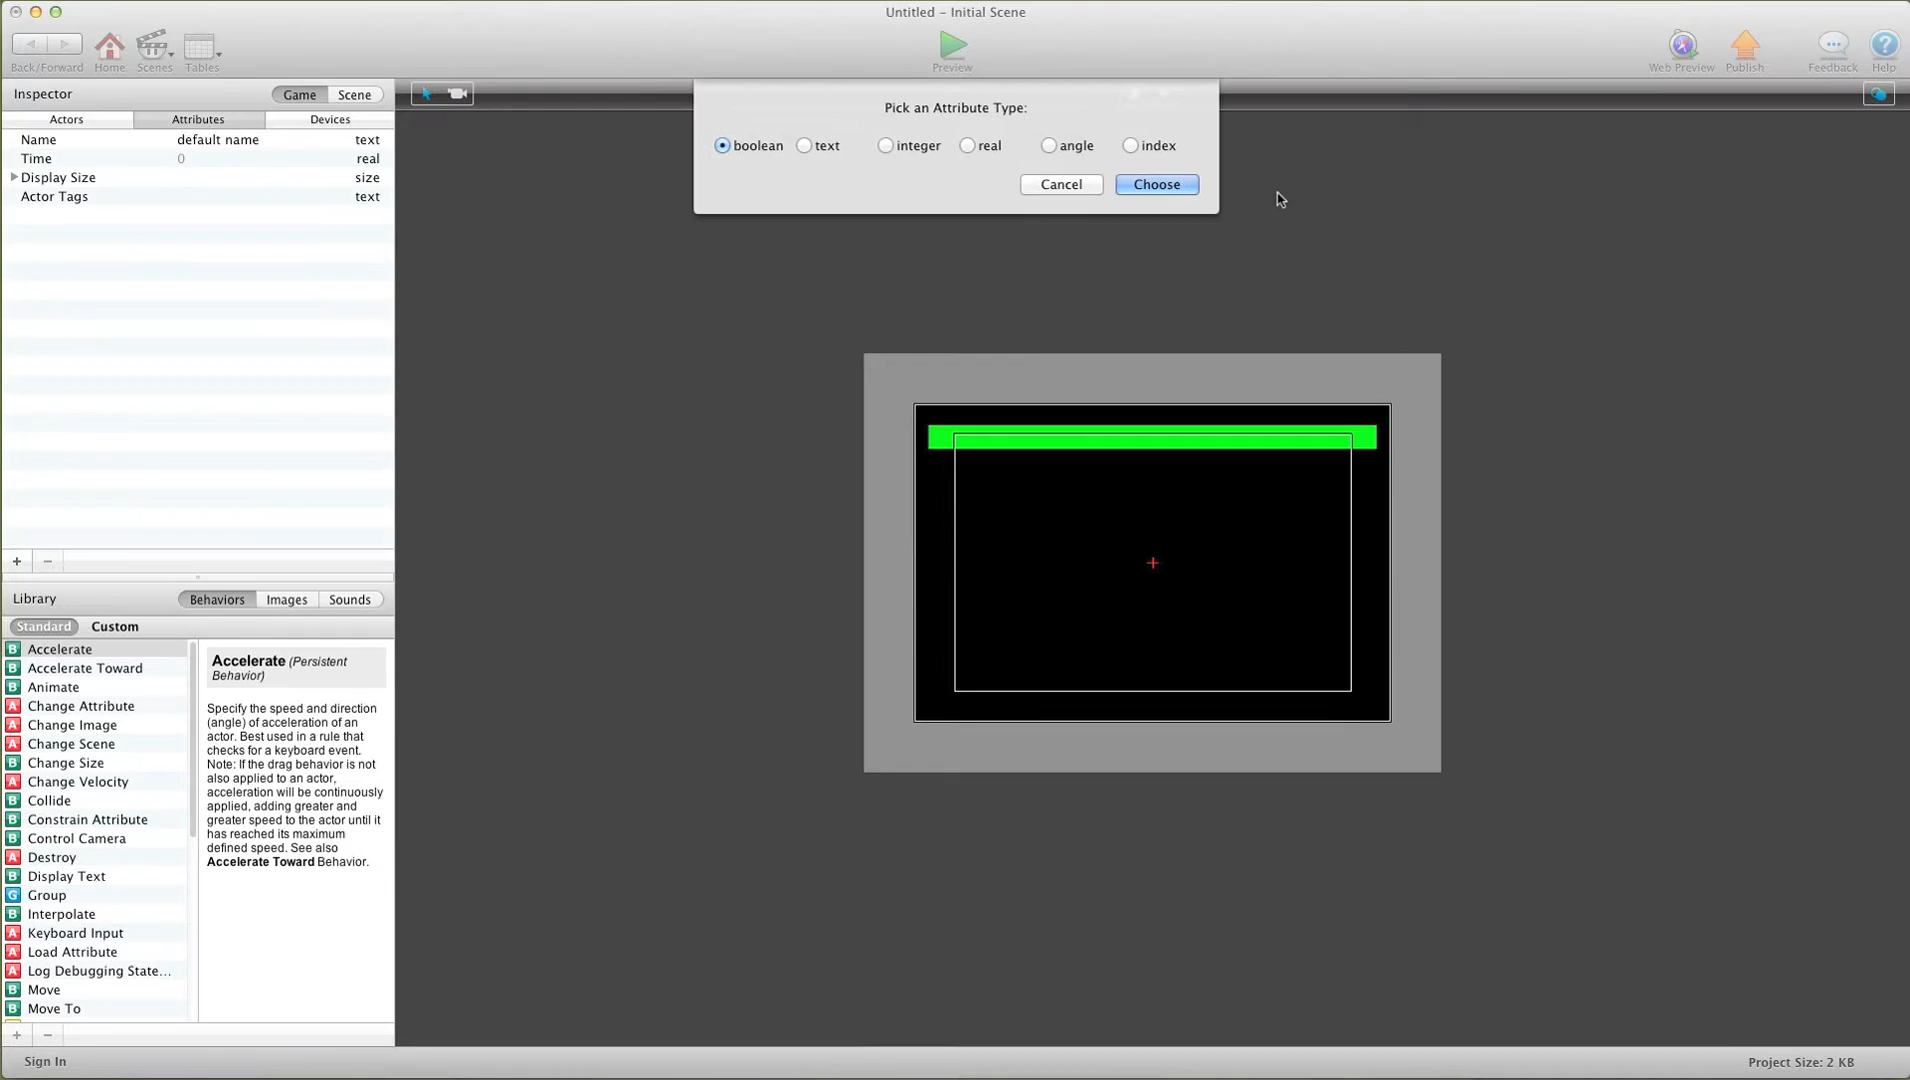 Untitled – Initial Scene
Back/Forward
Home
Scenes
Tables
Preview
Web Preview
Publish
Feedback
Help
Inspector
Game
Scene
Actors
Attributes
Devices
Name default name text
Time 0 real
Display Size size
Actor Tags text
Pick an Attribute Type:
boolean
text
integer
real
angle
index
Cancel
Choose
+ −
Library
Behaviors
Images
Sounds
Standard
Custom
B Accelerate
B Accelerate Toward
B Animate
A Change Attribute
A Change Image
A Change Scene
B Change Size
A Change Velocity
B Collide
B Constrain Attribute
B Control Camera
A Destroy
B Display Text
G Group
B Interpolate
A Keyboard Input
A Load Attribute
A Log Debugging State...
B Move
B Move To
Accelerate (Persistent
Behavior)
Specify the speed and direction
(angle) of acceleration of an
actor. Best used in a rule that
checks for a keyboard event.
Note: If the drag behavior is not
also applied to an actor,
acceleration will be continuously
applied, adding greater and
greater speed to the actor until it
has reached its maximum
defined speed. See also
Accelerate Toward Behavior.
+ −
Sign In
Project Size: 2 KB